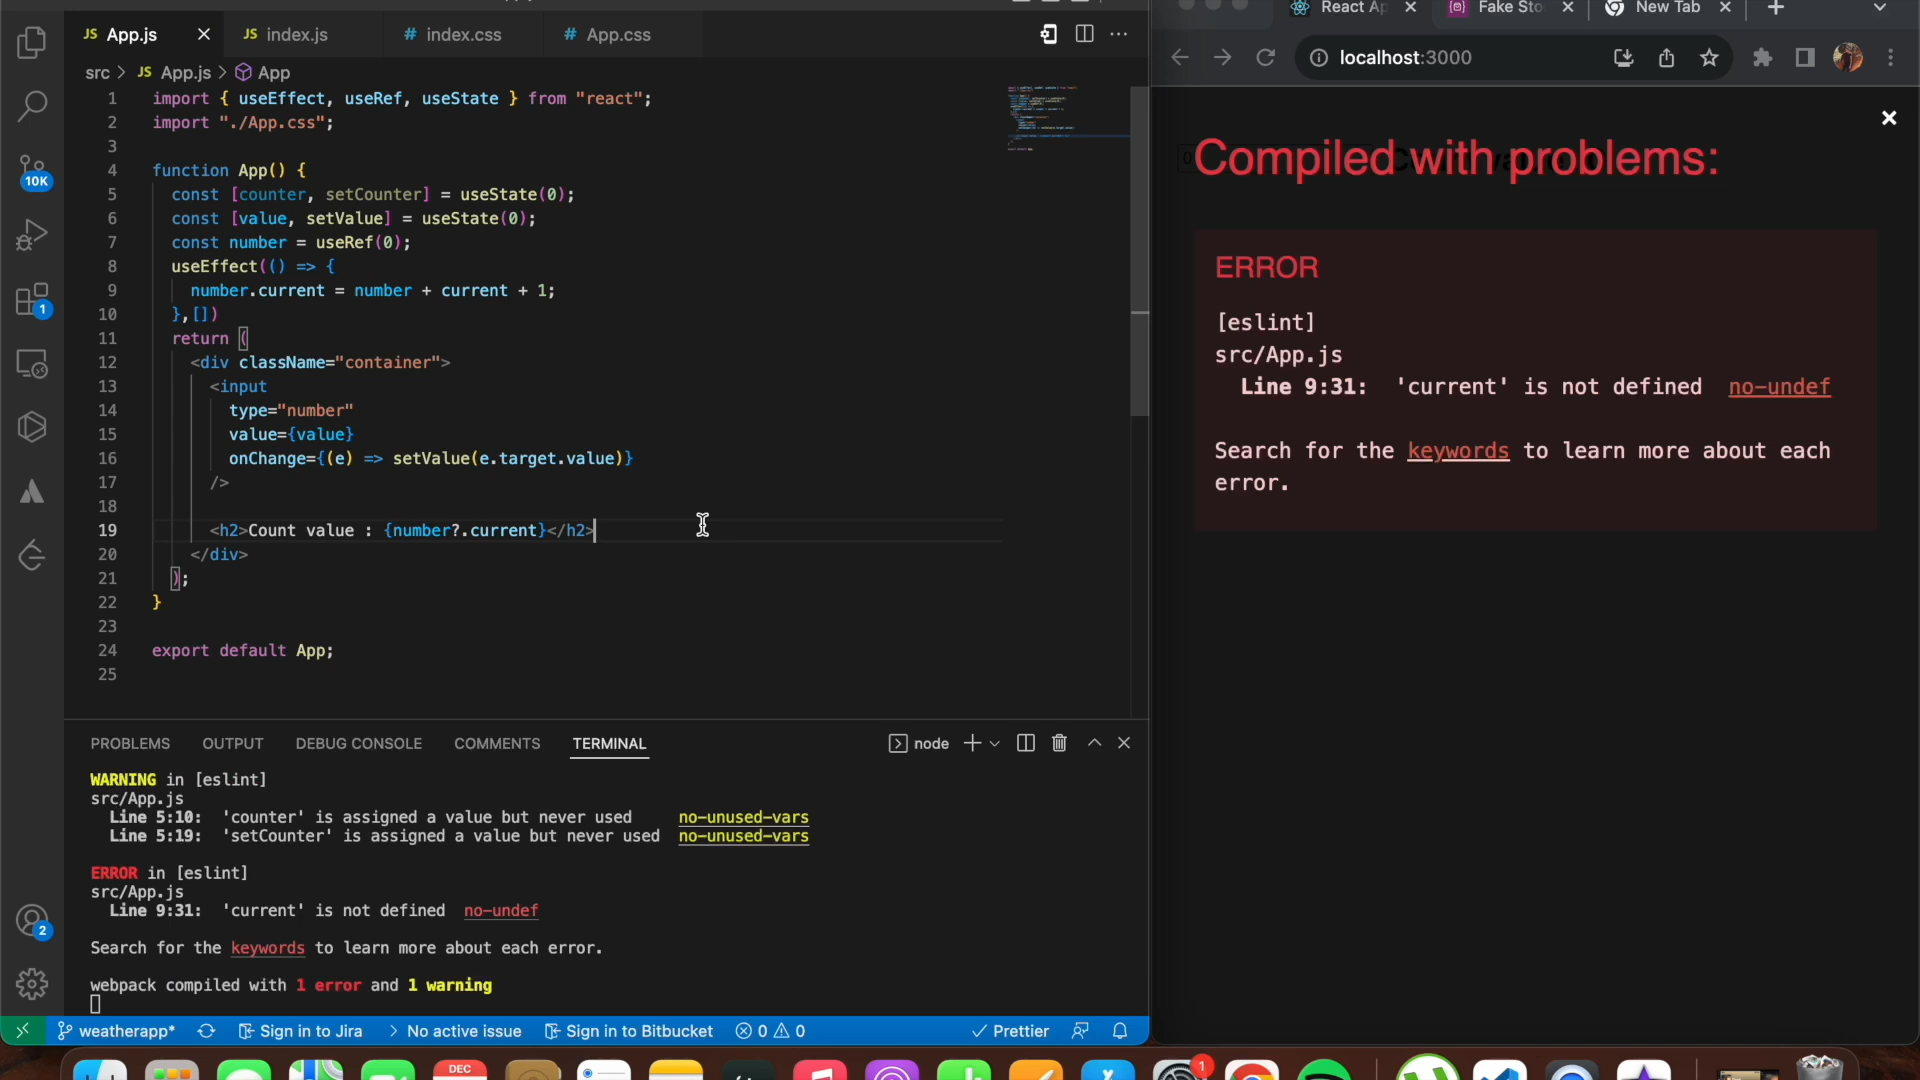 JS App.js
JS index.js
# index.css
# App.css
src > JS App.js > App
1 import { useEffect, useRef, useState } from "react";
2 import "./App.css";
3
4 function App() {
5 const [counter, setCounter] = useState(0);
6 const [value, setValue] = useState(0);
7 const number = useRef(0);
8 useEffect(() => {
9 number.current = number + current + 1;
10 },[])
11 return (
12 <div className="container">
13 <input
14 type="number"
15 value={value}
16 onChange={(e) => setValue(e.target.value)}
17 />
18
19 <h2>Count value : {number?.current}</h2>
20 </div>
21 );
22 }
23
24 export default App;
25
10K
1
2
PROBLEMS OUTPUT DEBUG CONSOLE COMMENTS TERMINAL
node
WARNING in [eslint]
src/App.js
Line 5:10: 'counter' is assigned a value but never used no-unused-vars
Line 5:19: 'setCounter' is assigned a value but never used no-unused-vars
ERROR in [eslint]
src/App.js
Line 9:31: 'current' is not defined no-undef
Search for the keywords to learn more about each error.
webpack compiled with 1 error and 1 warning
weatherapp* Sign in to Jira > No active issue Sign in to Bitbucket 0 0 Prettier
React Ap
Fake Sto
New Tab
localhost:3000
Compiled with problems:
ERROR
[eslint]
src/App.js
Line 9:31: 'current' is not defined no-undef
Search for the keywords to learn more about each
error.
DEC
1